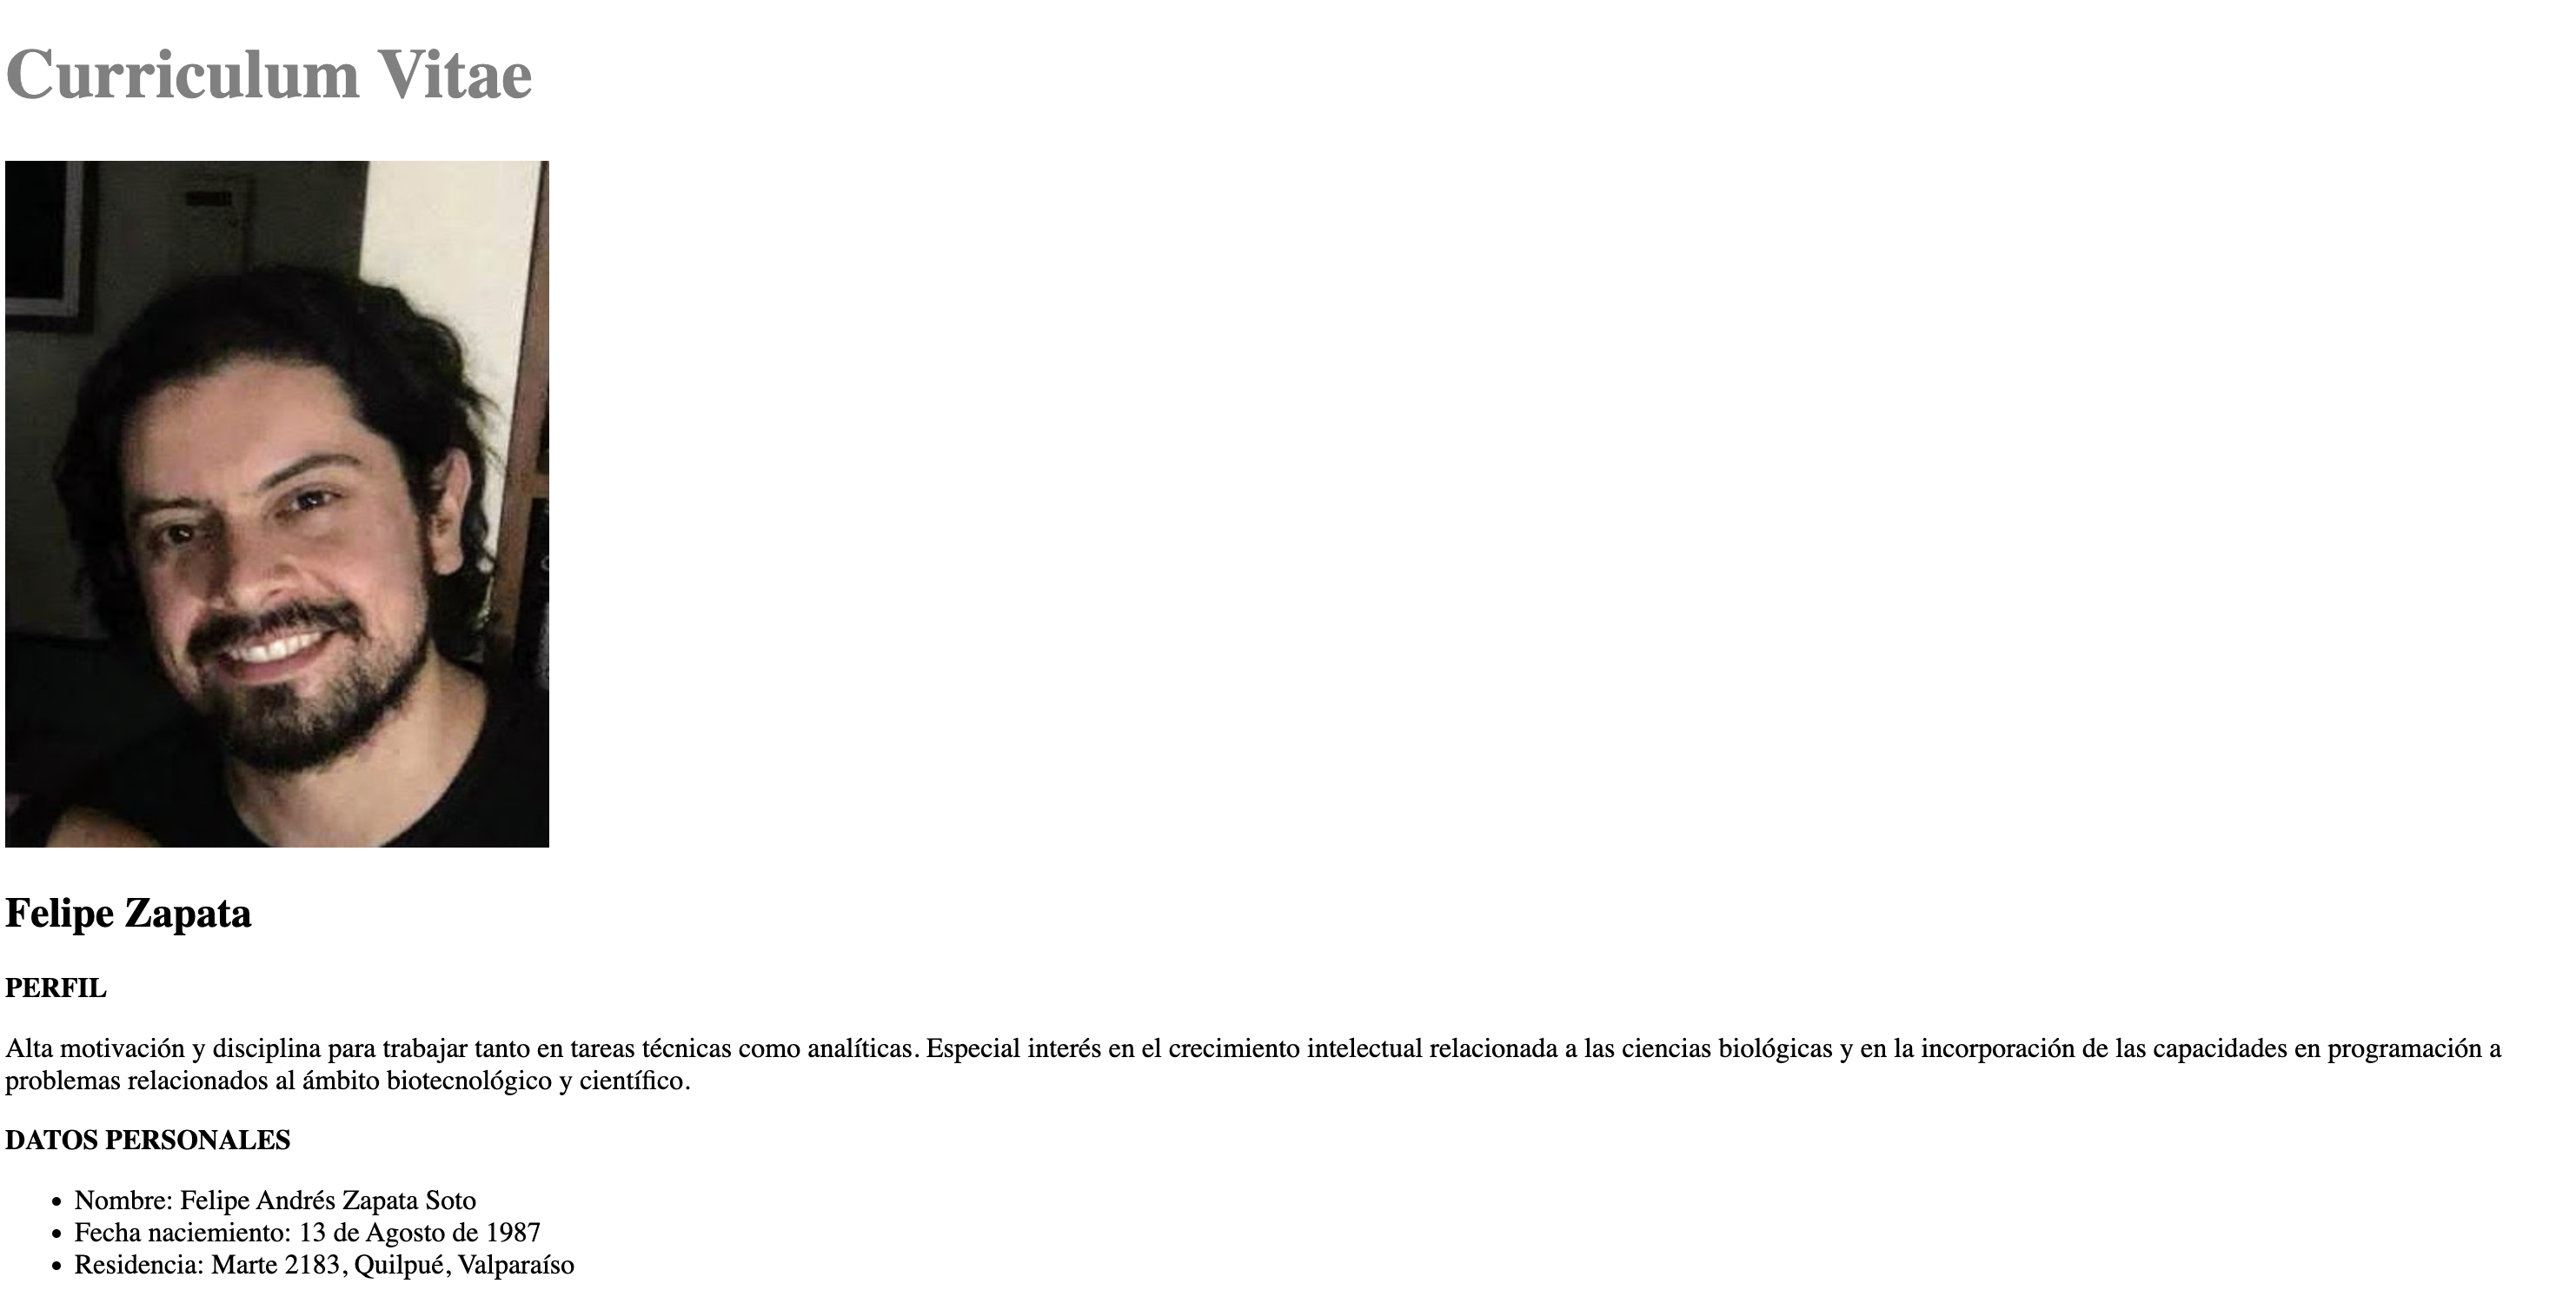 Curriculum Vitae
Felipe Zapata
PERFIL
Alta motivación y disciplina para trabajar tanto en tareas técnicas como analíticas. Especial interés en el crecimiento intelectual relacionada a las ciencias biológicas y en la incorporación de las capacidades en programación a
problemas relacionados al ámbito biotecnológico y científico.
DATOS PERSONALES
• Nombre: Felipe Andrés Zapata Soto
• Fecha naciemiento: 13 de Agosto de 1987
• Residencia: Marte 2183, Quilpué, Valparaíso